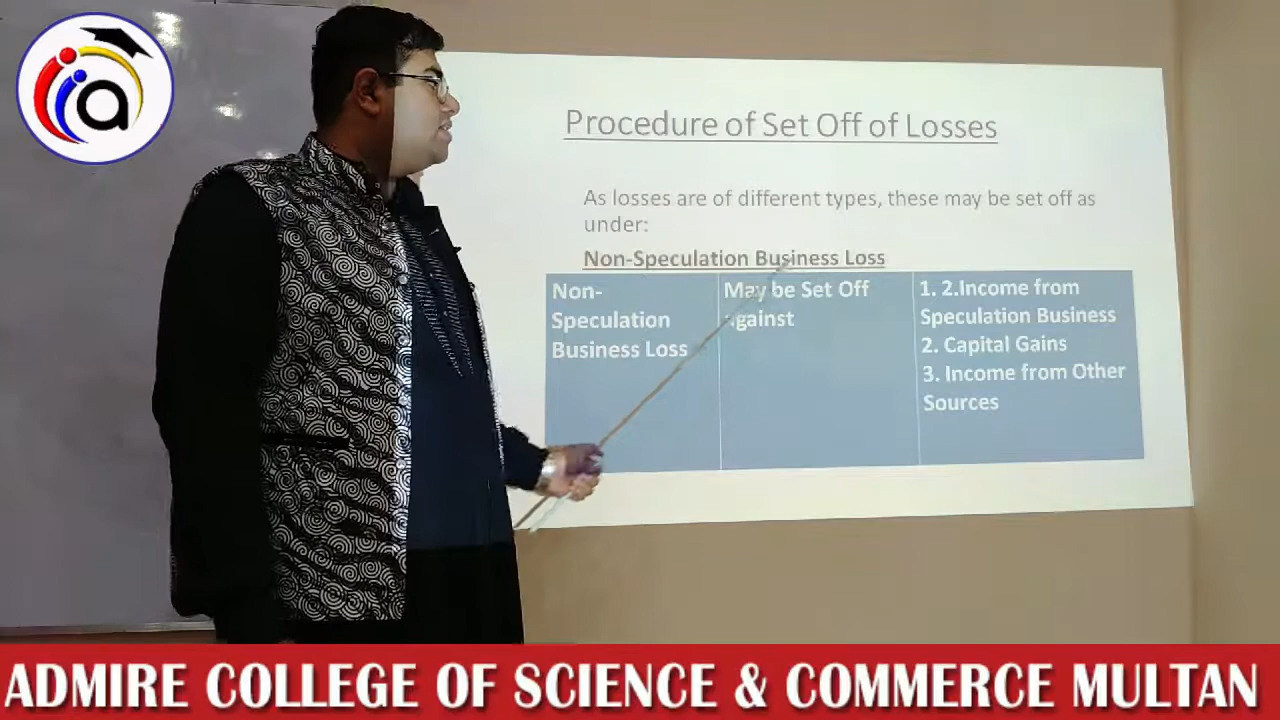 a
Procedure of Set Off of Losses
As losses are of different types, these may be set off as
under:
Non-Speculation Business Loss
Non-
Speculation
Business Loss
May be Set Off
against
1. 2.Income from
Speculation Business
2. Capital Gains
3. Income from Other
Sources
ADMIRE COLLEGE OF SCIENCE & COMMERCE MULTAN